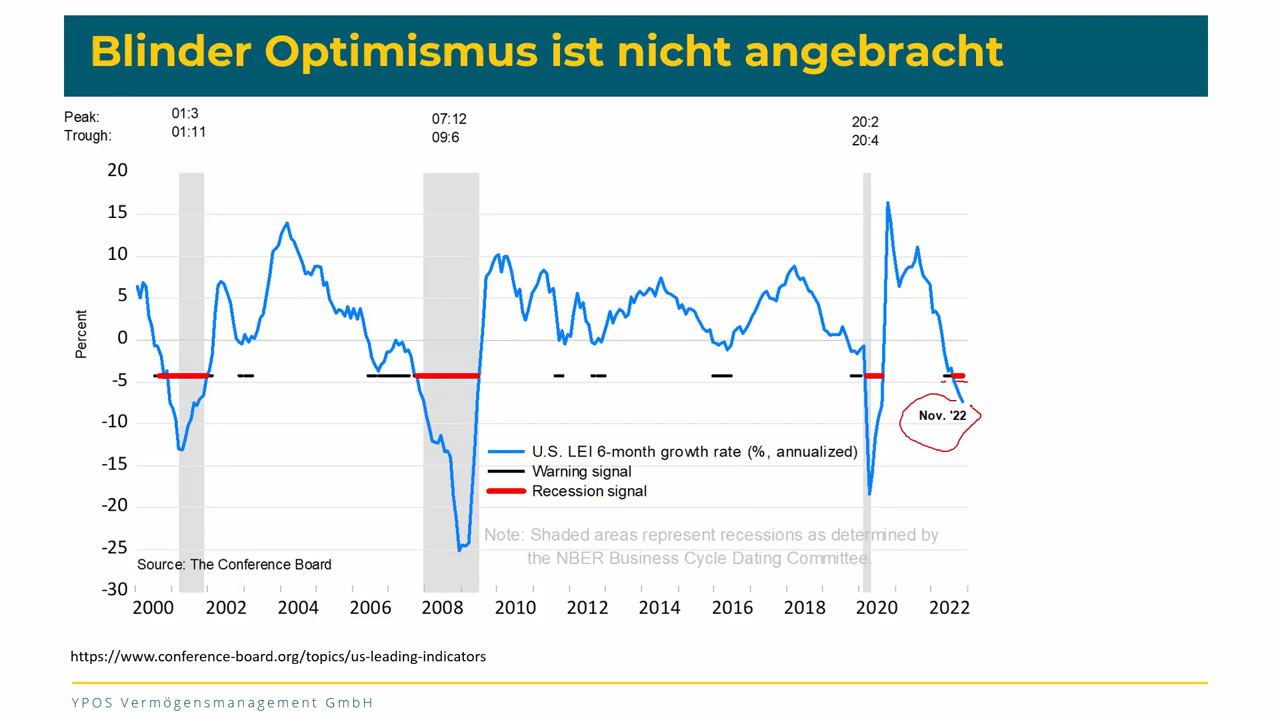 Blinder Optimismus ist nicht angebracht
Peak: 01:3 07:12 20:2
Trough: 01:11 09:6 20:4
20
15
10
5
0
-5
-10
-15
-20
-25
-30
Percent
Nov. '22
U.S. LEI 6-month growth rate (%, annualized)
Warning signal
Recession signal
Note: Shaded areas represent recessions as determined by
the NBER Business Cycle Dating Committee.
Source: The Conference Board
2000 2002 2004 2006 2008 2010 2012 2014 2016 2018 2020 2022
https://www.conference-board.org/topics/us-leading-indicators
YPOS Vermögensmanagement GmbH